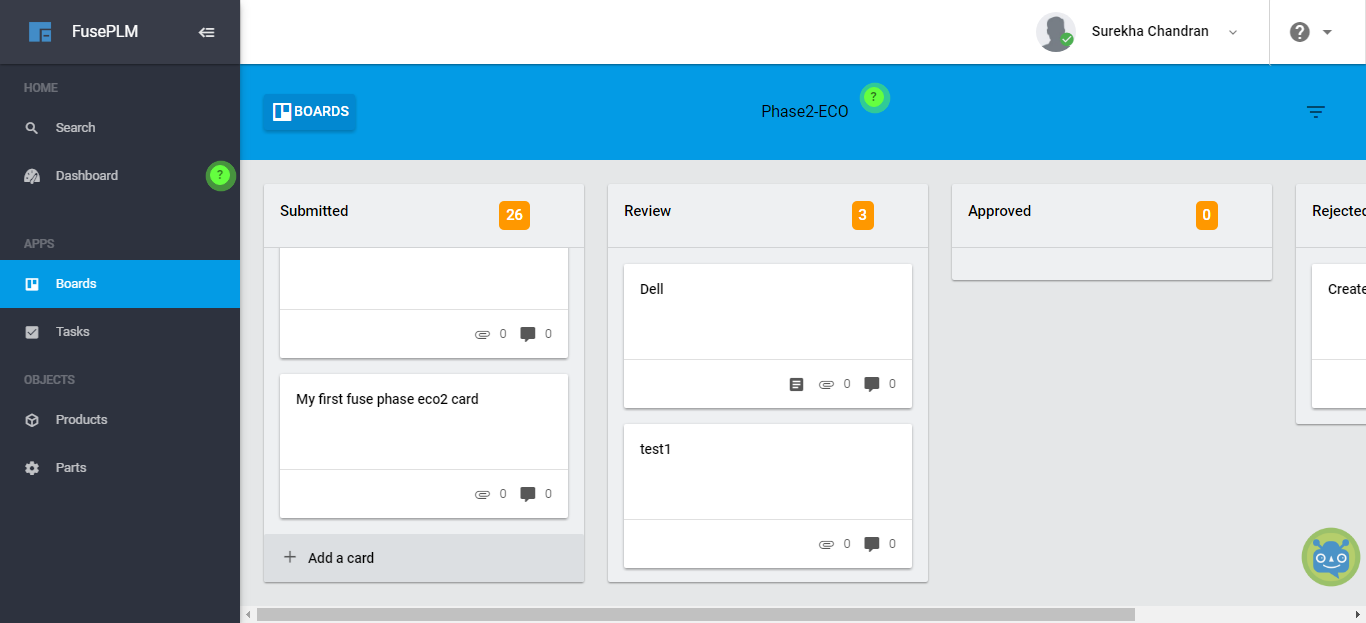 FusePLM
Surekha Chandran
?
HOME
Search
Dashboard
?
APPS
Boards
Tasks
OBJECTS
Products
Parts
BOARDS
Phase2-ECO
?
Submitted
26
0
0
My first fuse phase eco2 card
0
0
Add a card
Review
3
Dell
0
0
test1
0
0
Approved
0
Rejected
Create